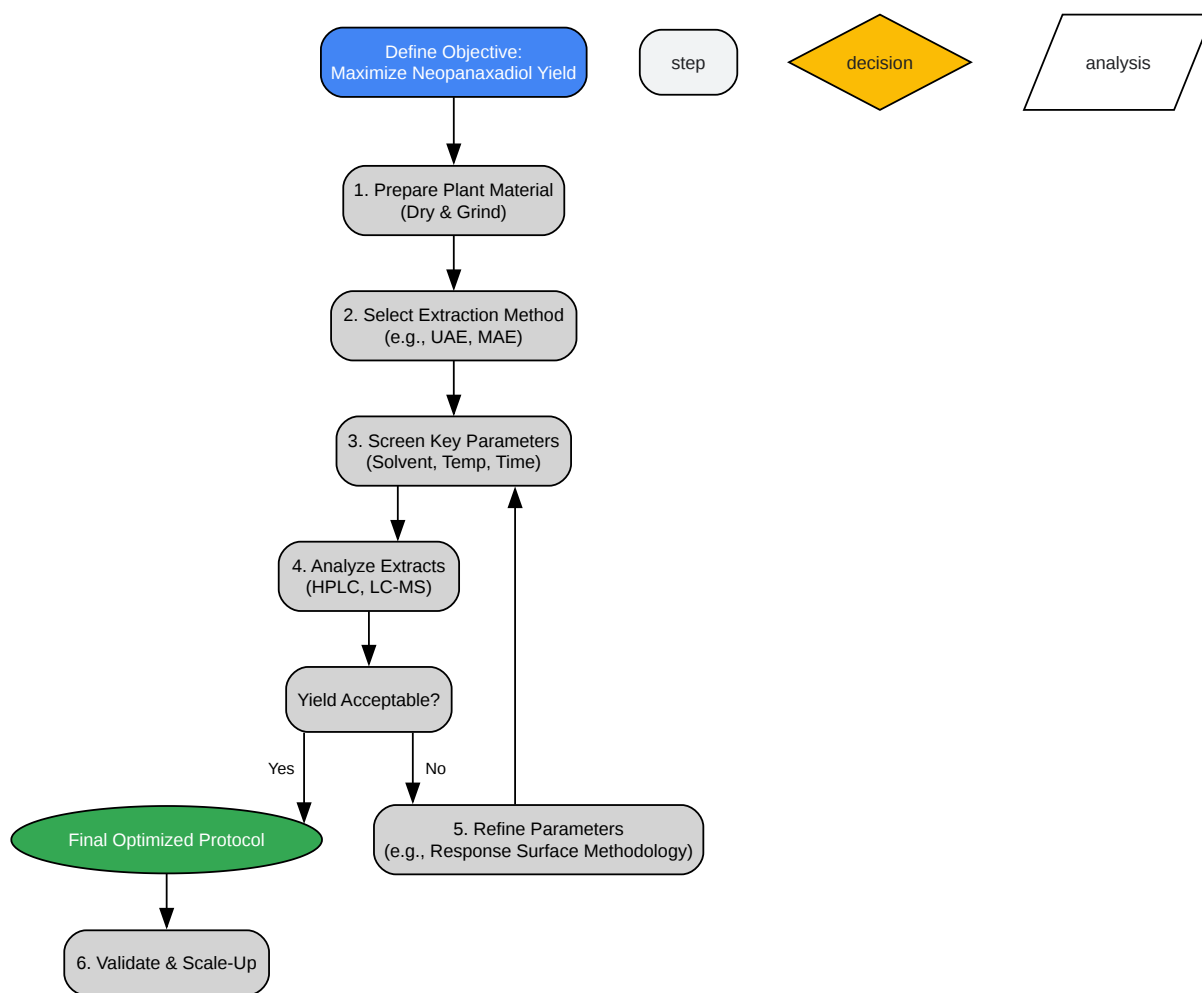 Define Objective:
Maximize Neopanaxadiol Yield
step
decision
analysis
1. Prepare Plant Material
(Dry & Grind)
2. Select Extraction Method
(e.g., UAE, MAE)
3. Screen Key Parameters
(Solvent, Temp, Time)
4. Analyze Extracts
(HPLC, LC-MS)
Yield Acceptable?
Yes
No
Final Optimized Protocol
5. Refine Parameters
(e.g., Response Surface Methodology)
6. Validate & Scale-Up